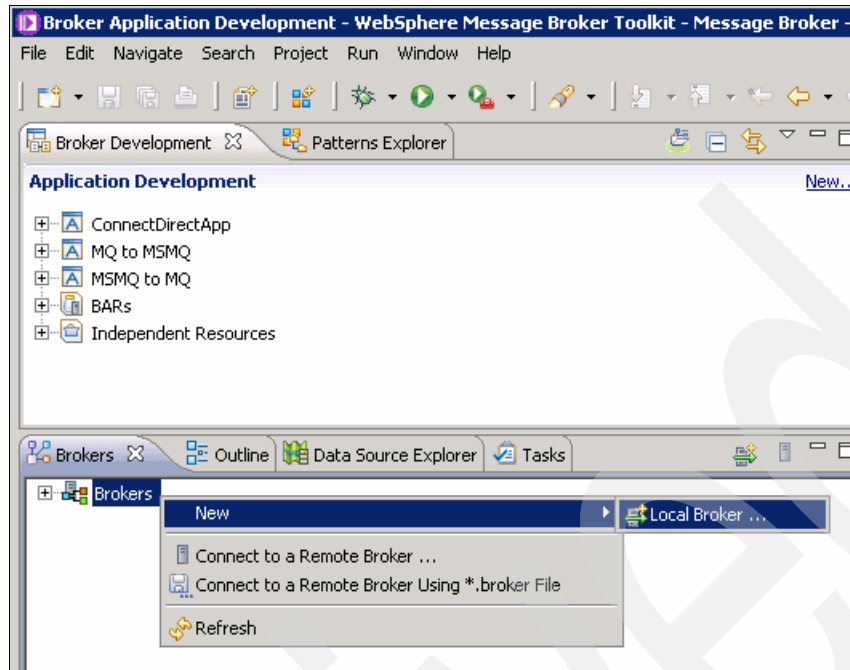 Broker Application Development - WebSphere Message Broker Toolkit - Message Broker -
File Edit Navigate Search Project Run Window Help
Broker Development Patterns Explorer
Application Development New..
ConnectDirectApp
MQ to MSMQ
MSMQ to MQ
BARs
Independent Resources
Brokers Outline Data Source Explorer Tasks
Brokers
New Local Broker ...
Connect to a Remote Broker ...
Connect to a Remote Broker Using *.broker File
Refresh